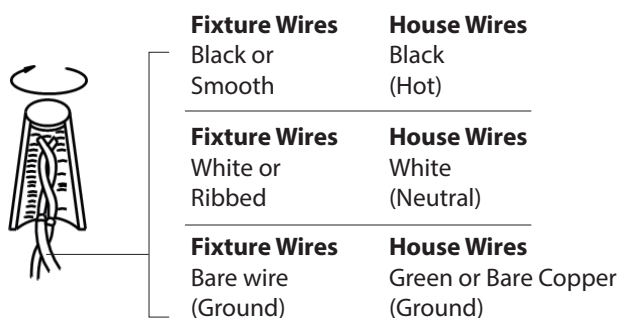 Fixture Wires House Wires
Black or Black
Smooth (Hot)
Fixture Wires House Wires
White or White
Ribbed (Neutral)
Fixture Wires House Wires
Bare wire Green or Bare Copper
(Ground) (Ground)